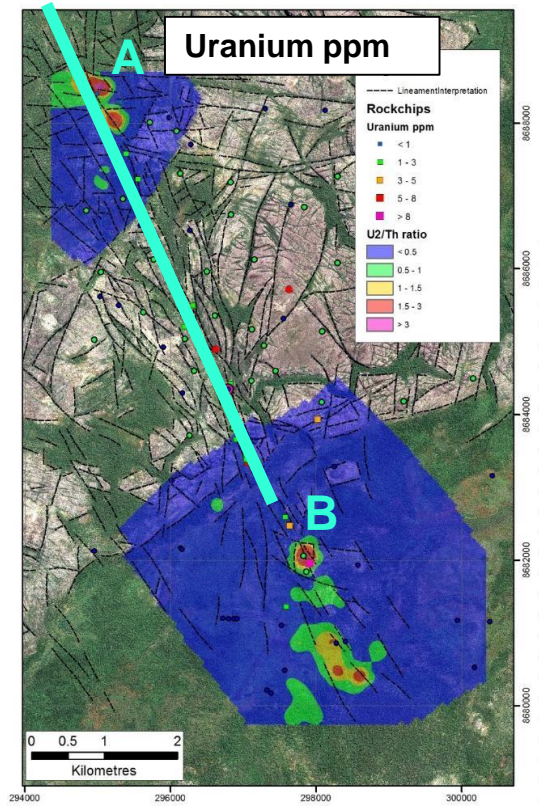 Uranium ppm
A
LineamentInterpretation
Rockchips
Uranium ppm
< 1
1 - 3
3 - 5
5 - 8
> 8
U2/Th ratio
< 0.5
0.5 - 1
1 - 1.5
1.5 - 3
> 3
8688000
8686000
8684000
B
8682000
8680000
0 0.5 1 2
Kilometres
294000 296000 298000 300000